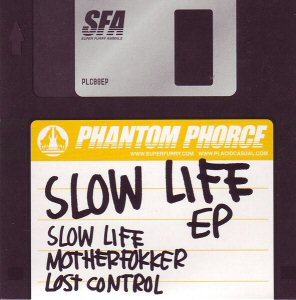 SFA
SUPER FURRY ANIMALS
PLC88EP
PHANTOM PHORCE
WWW.SUPERFURRY.COM WWW.PLACIDCASUAL.COM
SLOW LIFE
EP
SLOW LIFE
MOTHERFOKKER
LOST CONTROL